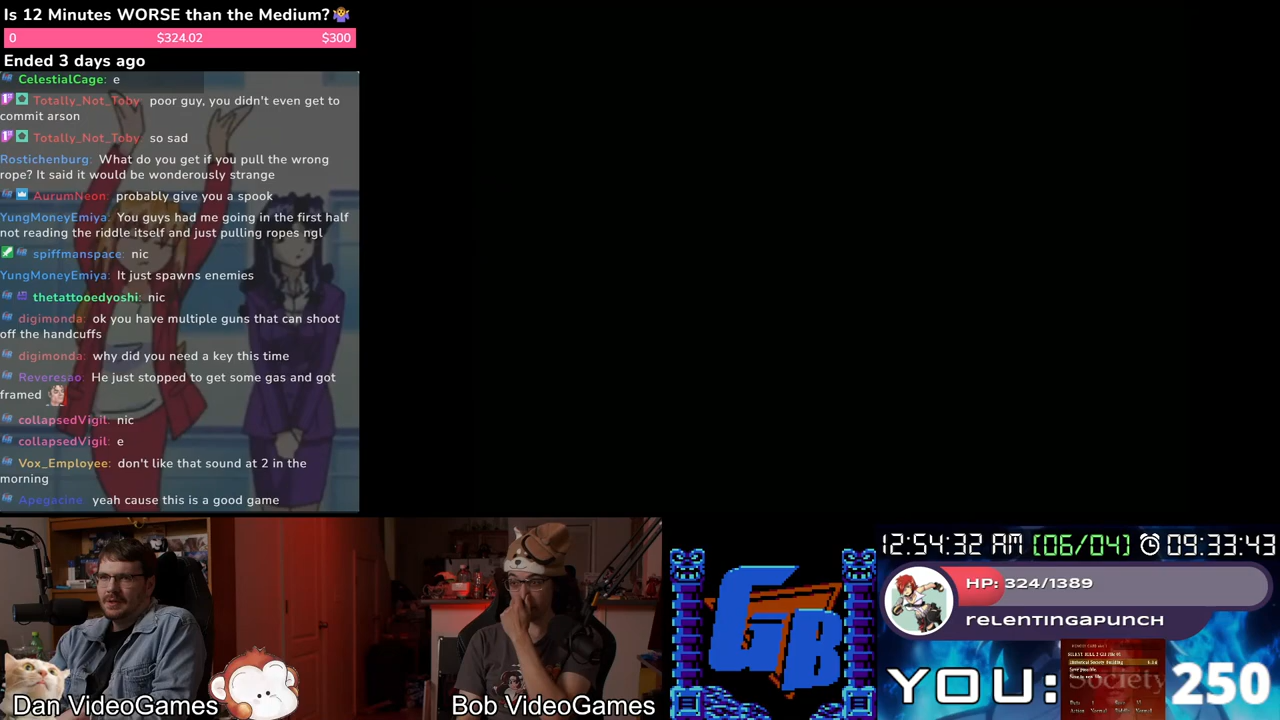 Is 12 Minutes WORSE than the Medium?🤷‍♀️
0 $324.02 $300
Ended 3 days ago
CelestialCage: e
Totally_Not_Toby: poor guy, you didn't even get to
commit arson
Totally_Not_Toby: so sad
Rostichenburg: What do you get if you pull the wrong
rope? It said it would be wonderously strange
AurumNeon: probably give you a spook
YungMoneyEmiya: You guys had me going in the first half
not reading the riddle itself and just pulling ropes ngl
spiffmanspace: nic
YungMoneyEmiya: It just spawns enemies
thetattooedyoshi: nic
digimonda: ok you have multiple guns that can shoot
off the handcuffs
digimonda: why did you need a key this time
Reveresao: He just stopped to get some gas and got
framed
collapsedVigil: nic
collapsedVigil: e
Vox_Employee: don't like that sound at 2 in the
morning
Apegacine: yeah cause this is a good game
Dan VideoGames
Bob VideoGames
GB
12:54:32 AM [06/04] 09:33:43
HP: 324/1389
relentingapunch
YOU: 250
Historical Society Building
Society